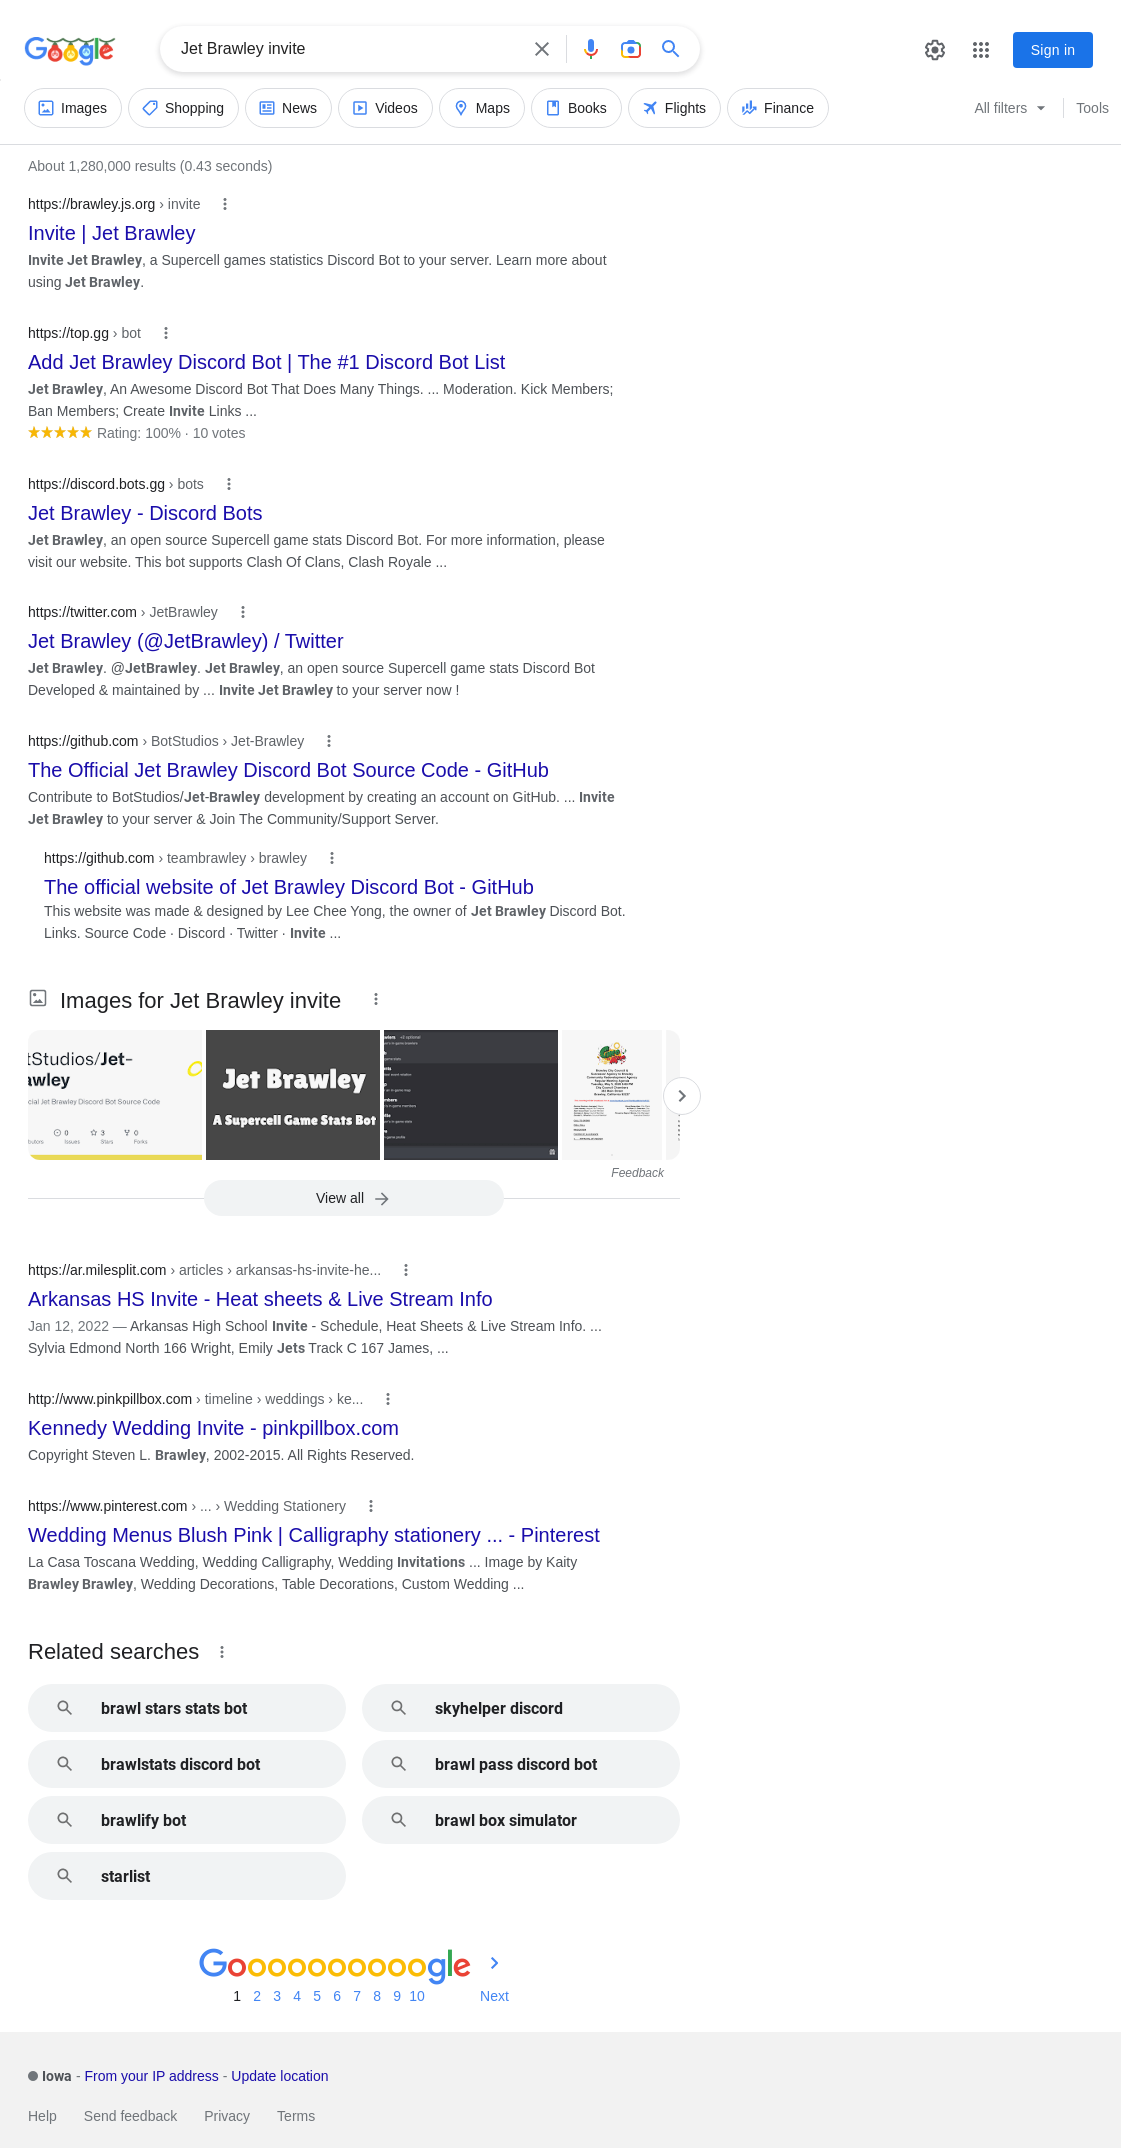 Google
Jet Brawley invite
Sign in
Images
Shopping
News
Videos
Maps
Books
Flights
Finance
All filters
Tools
About 1,280,000 results (0.43 seconds)
https://brawley.js.org › invite
Invite | Jet Brawley
Invite Jet Brawley, a Supercell games statistics Discord Bot to your server. Learn more about
using Jet Brawley.
https://top.gg › bot
Add Jet Brawley Discord Bot | The #1 Discord Bot List
Jet Brawley, An Awesome Discord Bot That Does Many Things. ... Moderation. Kick Members;
Ban Members; Create Invite Links ...
Rating: 100% · 10 votes
https://discord.bots.gg › bots
Jet Brawley - Discord Bots
Jet Brawley, an open source Supercell game stats Discord Bot. For more information, please
visit our website. This bot supports Clash Of Clans, Clash Royale ...
https://twitter.com › JetBrawley
Jet Brawley (@JetBrawley) / Twitter
Jet Brawley. @JetBrawley. Jet Brawley, an open source Supercell game stats Discord Bot
Developed & maintained by ... Invite Jet Brawley to your server now !
https://github.com › BotStudios › Jet-Brawley
The Official Jet Brawley Discord Bot Source Code - GitHub
Contribute to BotStudios/Jet-Brawley development by creating an account on GitHub. ... Invite
Jet Brawley to your server & Join The Community/Support Server.
https://github.com › teambrawley › brawley
The official website of Jet Brawley Discord Bot - GitHub
This website was made & designed by Lee Chee Yong, the owner of Jet Brawley Discord Bot.
Links. Source Code · Discord · Twitter · Invite ...
Images for Jet Brawley invite
tStudios/Jet-
awley
cial Jet Brawley Discord Bot Source Code
0
3
0
Issues
Stars
Forks
Jet Brawley
A Supercell Game Stats Bot
Feedback
View all
https://ar.milesplit.com › articles › arkansas-hs-invite-he...
Arkansas HS Invite - Heat sheets & Live Stream Info
Jan 12, 2022 — Arkansas High School Invite - Schedule, Heat Sheets & Live Stream Info. ...
Sylvia Edmond North 166 Wright, Emily Jets Track C 167 James, ...
http://www.pinkpillbox.com › timeline › weddings › ke...
Kennedy Wedding Invite - pinkpillbox.com
Copyright Steven L. Brawley, 2002-2015. All Rights Reserved.
https://www.pinterest.com › ... › Wedding Stationery
Wedding Menus Blush Pink | Calligraphy stationery ... - Pinterest
La Casa Toscana Wedding, Wedding Calligraphy, Wedding Invitations ... Image by Kaity
Brawley Brawley, Wedding Decorations, Table Decorations, Custom Wedding ...
Related searches
brawl stars stats bot
skyhelper discord
brawlstats discord bot
brawl pass discord bot
brawlify bot
brawl box simulator
starlist
Goooooooooogle
1 2 3 4 5 6 7 8 9 10 Next
Iowa - From your IP address - Update location
Help Send feedback Privacy Terms